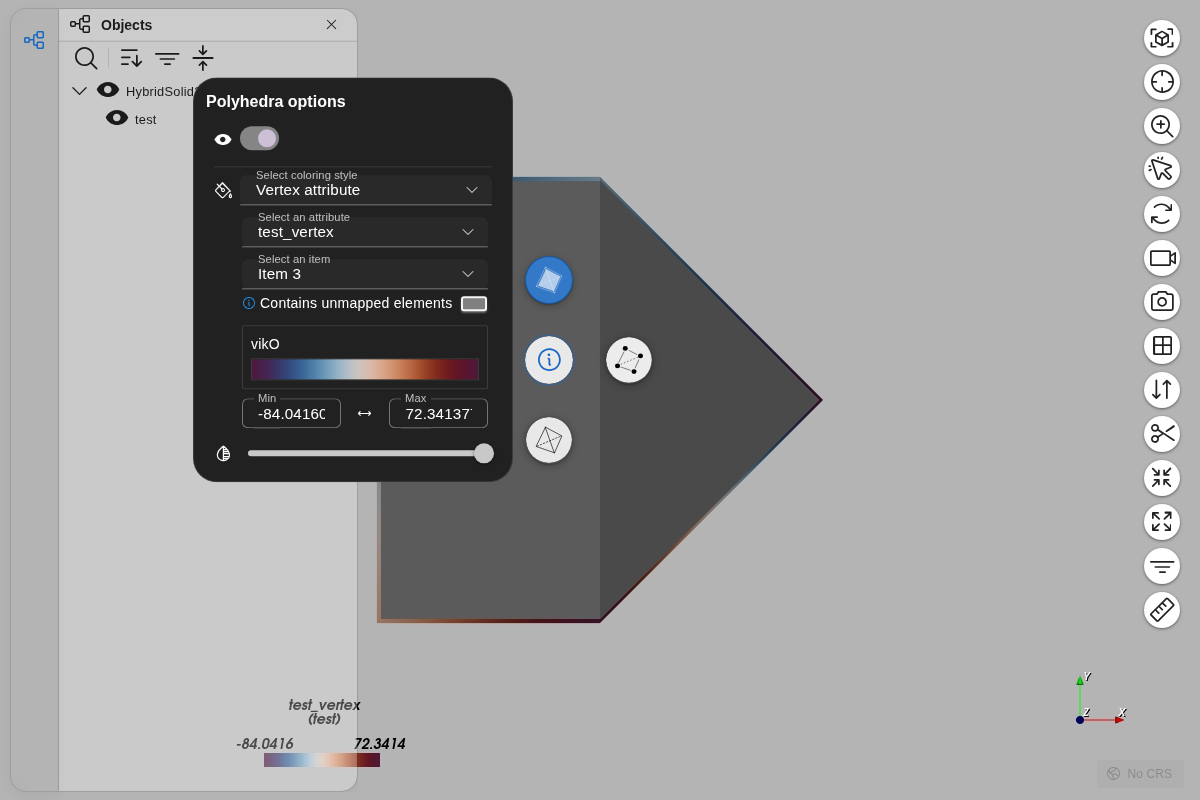 Objects
HybridSolid
test
Polyhedra options
Select coloring style
Vertex attribute
Select an attribute
test_vertex
Select an item
Item 3
Contains unmapped elements
vikO
Min
-84.0416
Max
72.34137
test_vertex
(test)
-84.0416 72.3414
Y
Z X
No CRS